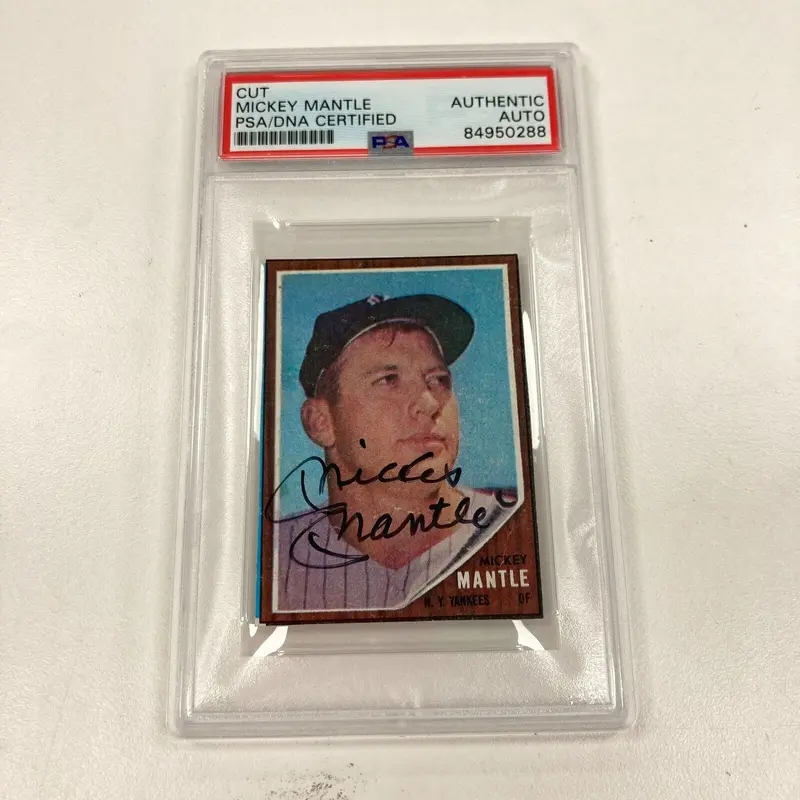 CUT
MICKEY MANTLE
PSA/DNA CERTIFIED
AUTHENTIC
AUTO
84950288
PSA
Mickey
Mantle
MICKEY
MANTLE
N. Y. YANKEES OF